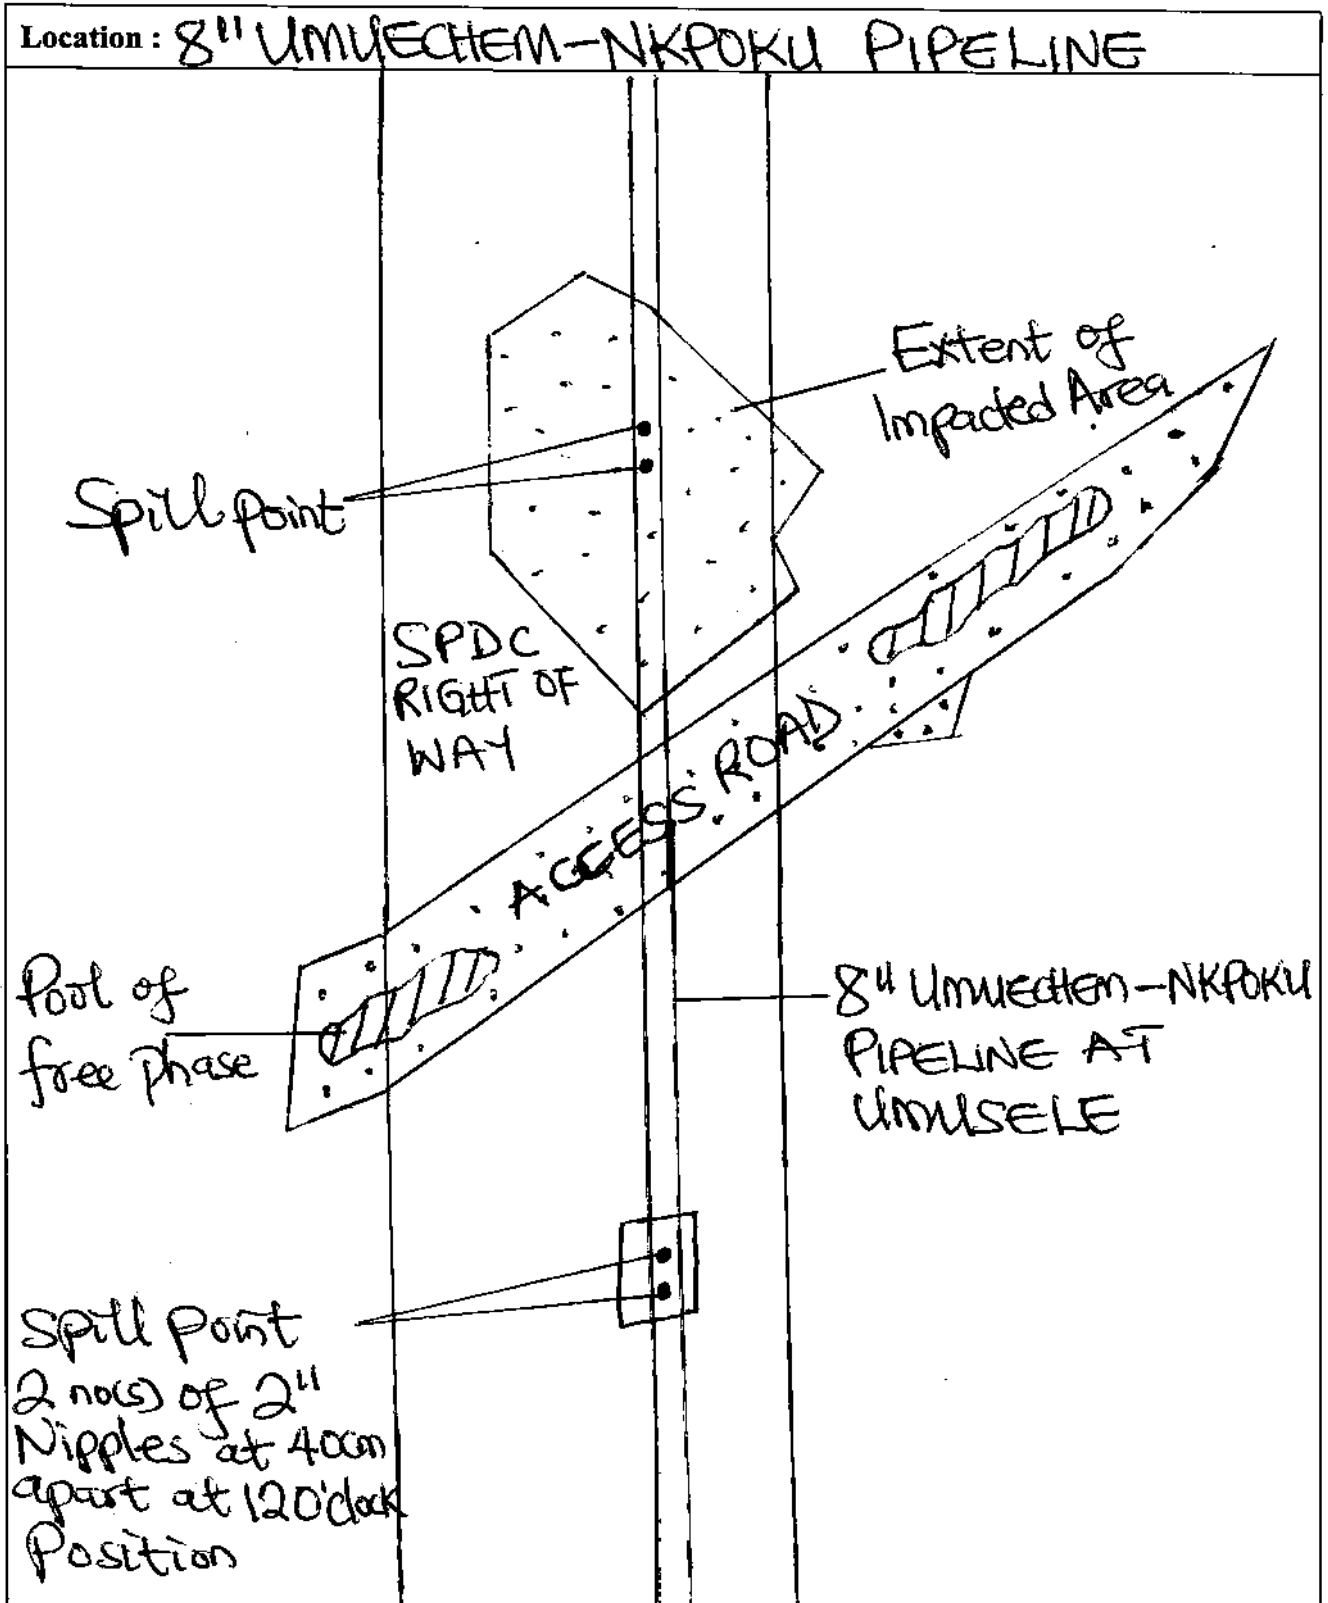 Location : 8" UMUECHEM-NKPOKU PIPELINE
Extent of
Impacted Area
Spill point
SPDC
RIGHT OF
WAY
ACCESS ROAD
Pool of
free phase
8" UMUECHEM-NKPOKU
PIPELINE AT
UMUSELE
Spill point
2 no(s) of 2"
Nipples at 40cm
apart at 12 O'clock
Position